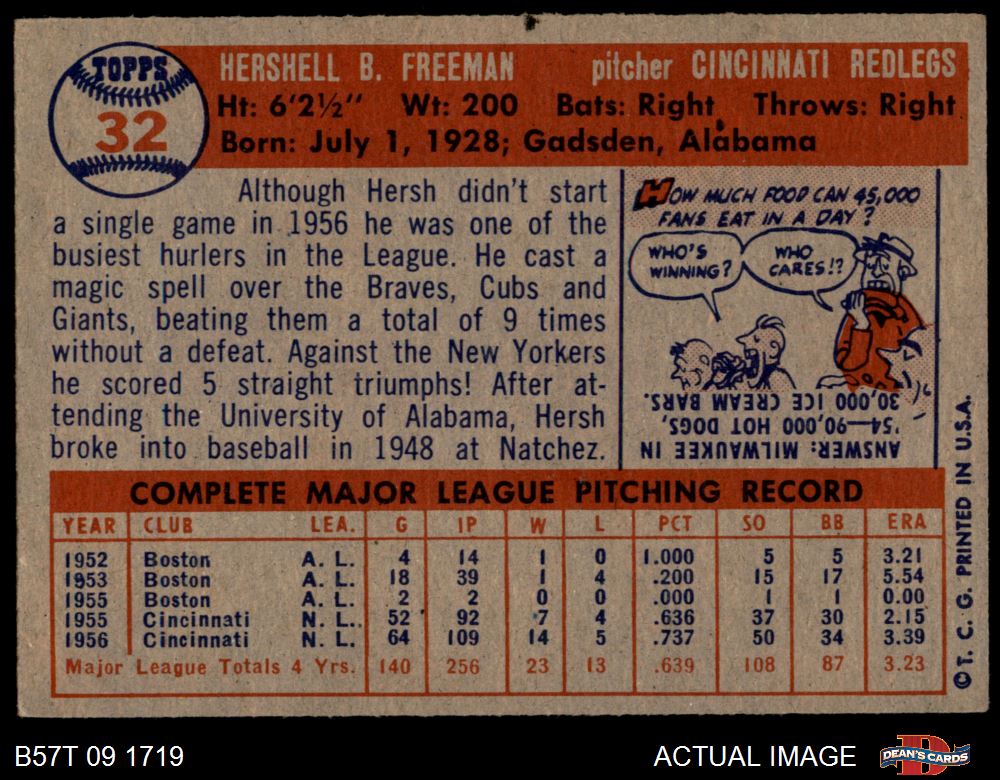 TOPPS
32
HERSHELL B. FREEMAN pitcher CINCINNATI REDLEGS
Ht: 6'2½" Wt: 200 Bats: Right Throws: Right
Born: July 1, 1928; Gadsden, Alabama
Although Hersh didn't start
a single game in 1956 he was one of the
busiest hurlers in the League. He cast a
magic spell over the Braves, Cubs and
Giants, beating them a total of 9 times
without a defeat. Against the New Yorkers
he scored 5 straight triumphs! After at-
tending the University of Alabama, Hersh
broke into baseball in 1948 at Natchez.
HOW MUCH FOOD CAN 45,000
FANS EAT IN A DAY?
WHO'S
WINNING?
WHO
CARES!?
ANSWER: MILWAUKEE IN
'54—90,000 HOT DOGS,
30,000 ICE CREAM BARS.
COMPLETE MAJOR LEAGUE PITCHING RECORD
YEAR CLUB LEA. G IP W L PCT SO BB ERA
1952 Boston A. L. 4 14 1 0 1.000 5 5 3.21
1953 Boston A. L. 18 39 1 4 .200 15 17 5.54
1955 Boston A. L. 2 2 0 0 .000 1 1 0.00
1955 Cincinnati N. L. 52 92 7 4 .636 37 30 2.15
1956 Cincinnati N. L. 64 109 14 5 .737 50 34 3.39
Major League Totals 4 Yrs. 140 256 23 13 .639 108 87 3.23
©T. C. G. PRINTED IN U.S.A.
B57T 09 1719
ACTUAL IMAGE
DEAN'S CARDS